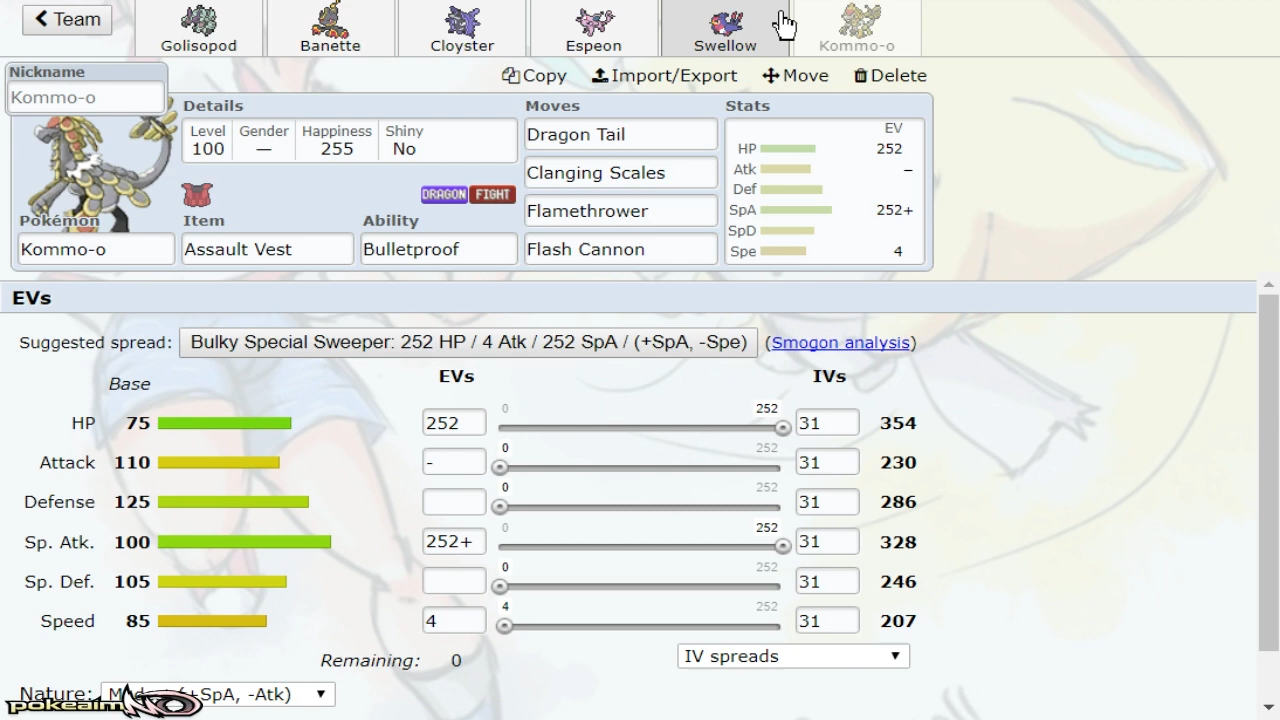 Team
Golisopod Banette Cloyster Espeon Swellow Kommo-o
Nickname
Kommo-o
Copy Import/Export Move Delete
Details Moves Stats
Level Gender Happiness Shiny
100 — 255 No
Dragon Tail
Clanging Scales
Flamethrower
Flash Cannon
EV
HP 252
Atk –
Def
SpA 252+
SpD
Spe 4
DRAGON FIGHT
Pokémon Item Ability
Kommo-o Assault Vest Bulletproof
EVs
Suggested spread: Bulky Special Sweeper: 252 HP / 4 Atk / 252 SpA / (+SpA, -Spe) (Smogon analysis)
Base EVs IVs
0 252
HP 75 252 31 354
0 252
Attack 110 - 31 230
0 252
Defense 125 31 286
0 252
Sp. Atk. 100 252+ 31 328
0 252
Sp. Def. 105 31 246
4 252
Speed 85 4 31 207
Remaining: 0 IV spreads
Nature: (+SpA, -Atk)
pokeaimNO